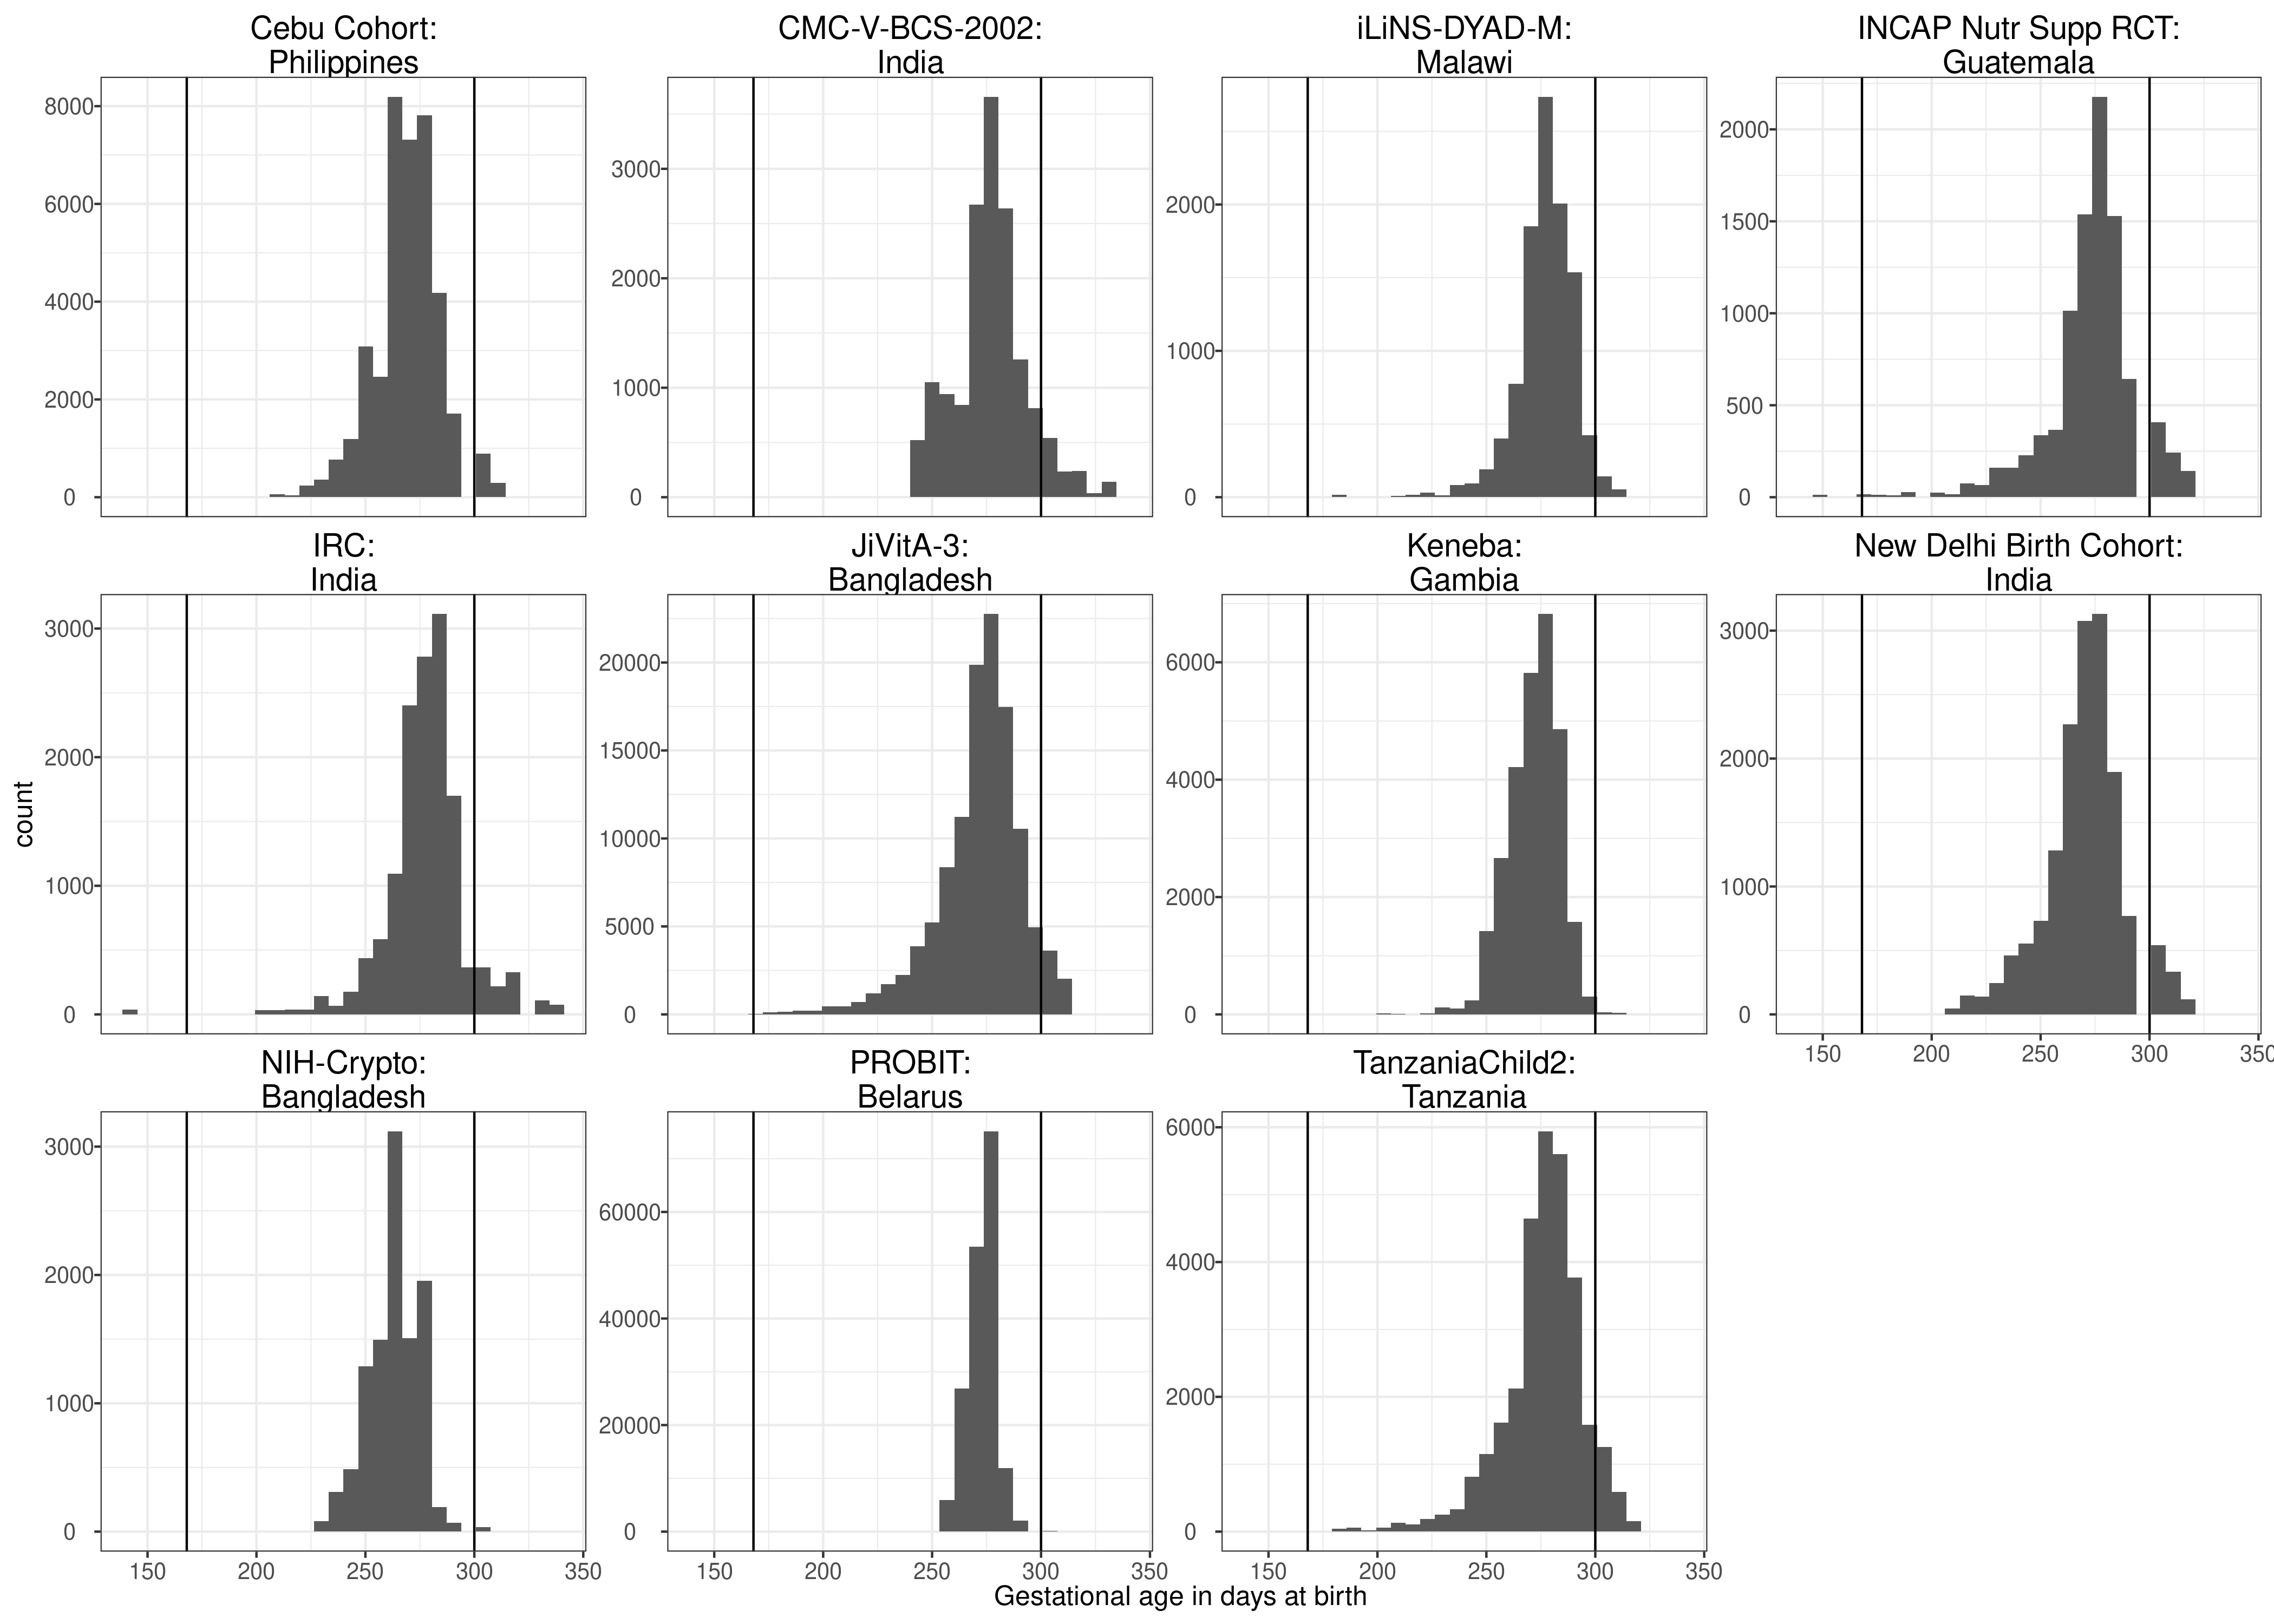 Cebu Cohort:
Philippines
CMC-V-BCS-2002:
India
iLiNS-DYAD-M:
Malawi
INCAP Nutr Supp RCT:
Guatemala
8000
6000
4000
2000
0
3000
2000
1000
0
2000
1000
0
2000
1500
1000
500
0
IRC:
India
JiVitA-3:
Bangladesh
Keneba:
Gambia
New Delhi Birth Cohort:
India
count
3000
2000
1000
0
20000
15000
10000
5000
0
6000
4000
2000
0
3000
2000
1000
0
150 200 250 300 350
NIH-Crypto:
Bangladesh
PROBIT:
Belarus
TanzaniaChild2:
Tanzania
3000
2000
1000
0
60000
40000
20000
0
6000
4000
2000
0
150 200 250 300 350
150 200 250 300 350
150 200 250 300 350
Gestational age in days at birth